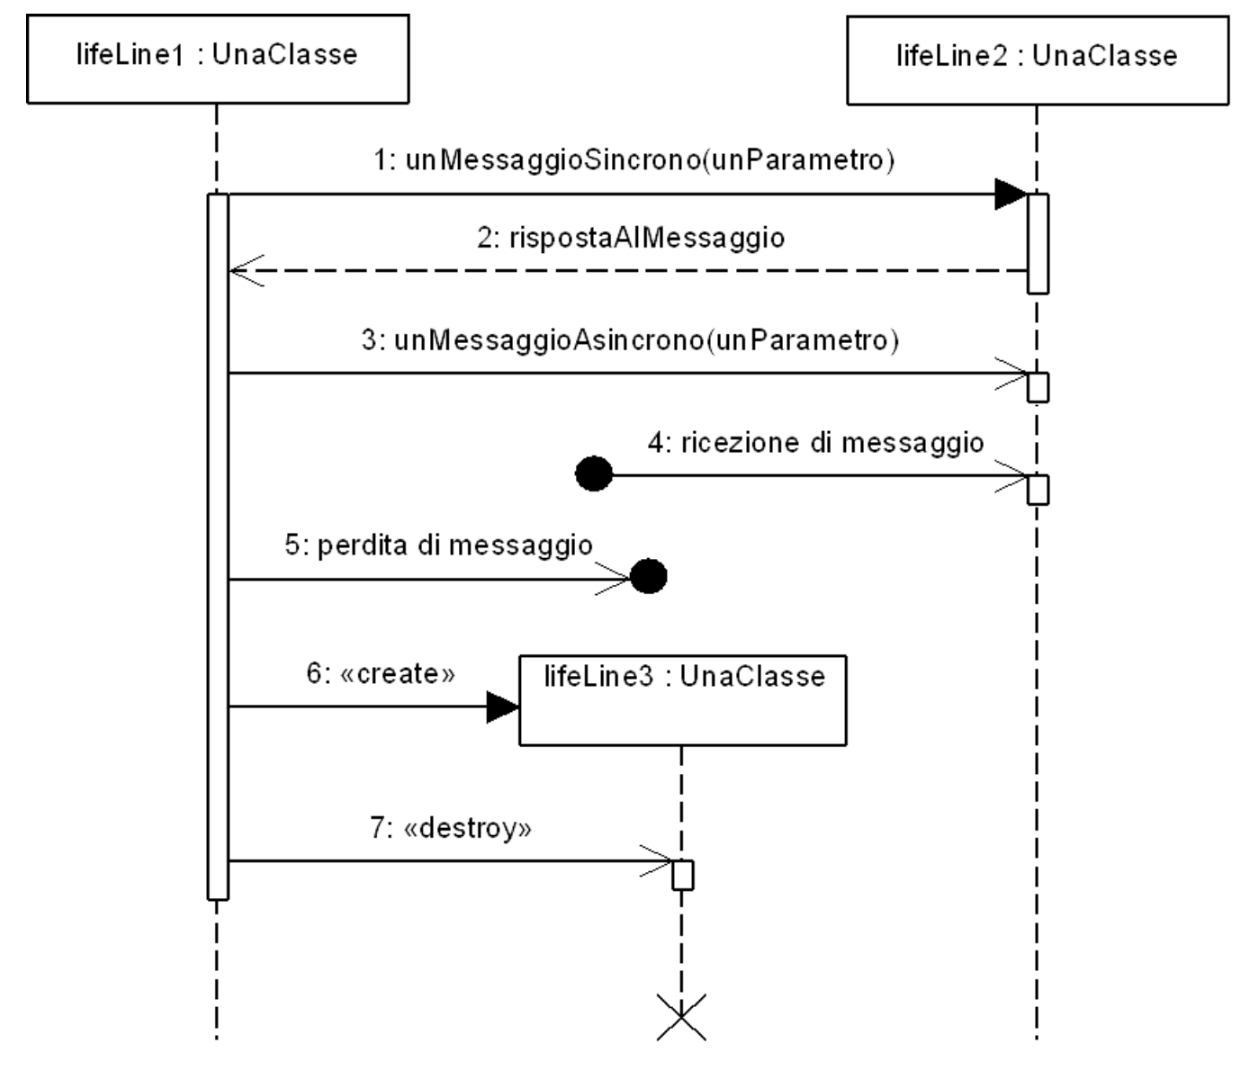 lifeLine1 : UnaClasse
lifeLine2 : UnaClasse
1: unMessaggioSincrono(unParametro)
2: rispostaAlMessaggio
3: unMessaggioAsincrono(unParametro)
4: ricezione di messaggio
5: perdita di messaggio
6: «create»
lifeLine3 : UnaClasse
7: «destroy»